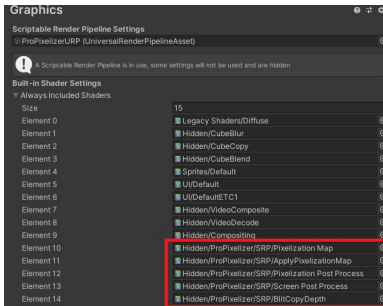 Graphics
Scriptable Render Pipeline Settings
ProPixelizerURP (UniversalRenderPipelineAsset)
A Scriptable Render Pipeline is in use, some settings will not be used and are hidden
Built-in Shader Settings
Always Included Shaders
Size 15
Element 0 Legacy Shaders/Diffuse
Element 1 Hidden/CubeBlur
Element 2 Hidden/CubeCopy
Element 3 Hidden/CubeBlend
Element 4 Sprites/Default
Element 5 UI/Default
Element 6 UI/DefaultETC1
Element 7 Hidden/VideoComposite
Element 8 Hidden/VideoDecode
Element 9 Hidden/Compositing
Element 10 Hidden/ProPixelizer/SRP/Pixelization Map
Element 11 Hidden/ProPixelizer/SRP/ApplyPixelizationMap
Element 12 Hidden/ProPixelizer/SRP/Pixelization Post Process
Element 13 Hidden/ProPixelizer/SRP/Screen Post Process
Element 14 Hidden/ProPixelizer/SRP/BlitCopyDepth